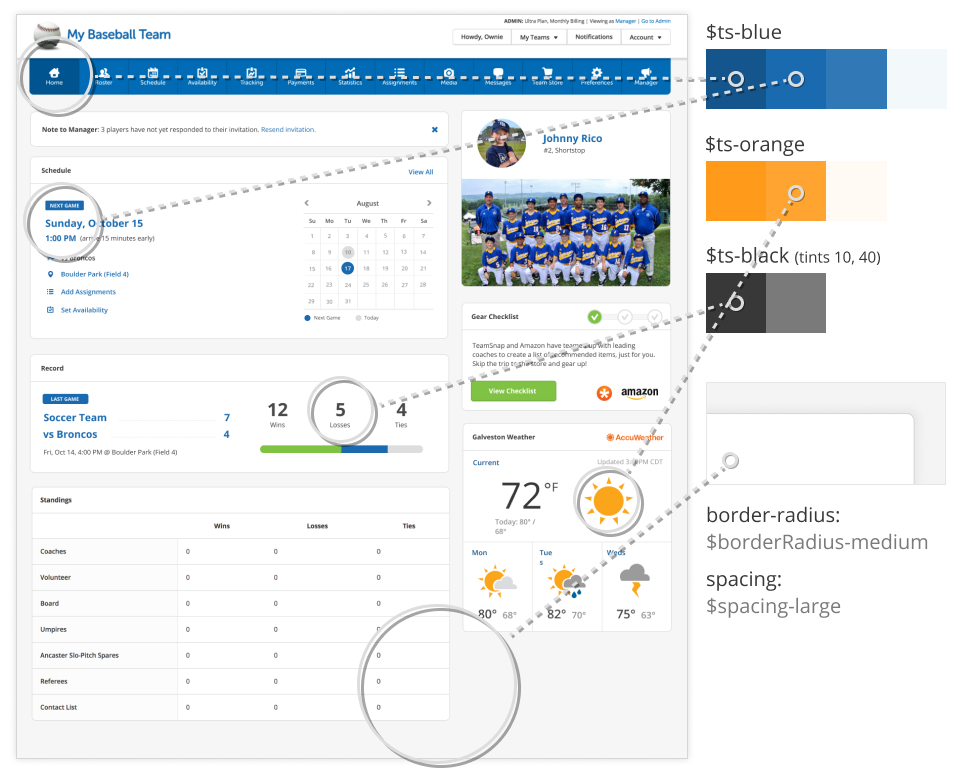 ADMIN: Ultra Plan, Monthly Billing | Viewing as Manager | Go to Admin
My Baseball Team
Howdy, Ownie
My Teams
Notifications
Account
Home
Roster
Schedule
Availability
Tracking
Payments
Statistics
Assignments
Media
Messages
Team Store
Preferences
Manager
Note to Manager: 3 players have not yet responded to their invitation. Resend invitation.
Schedule
View All
NEXT GAME
Sunday, October 15
1:00 PM (arrive 15 minutes early)
Broncos
Boulder Park (Field 4)
Add Assignments
Set Availability
August
Su Mo Tu We Th Fr Sa
1 2 3 4 5 6 7
8 9 10 11 12 13 14
15 16 17 18 19 20 21
22 23 24 25 26 27 28
29 30 31
Next Game
Today
Johnny Rico
#2, Shortstop
Gear Checklist
TeamSnap and Amazon have teamed up with leading
coaches to create a list of recommended items, just for you.
Skip the trip to the store and gear up!
View Checklist
amazon
Record
LAST GAME
Soccer Team 7
vs Broncos 4
Fri, Oct 14, 4:00 PM @ Boulder Park (Field 4)
12
Wins
5
Losses
4
Ties
Galveston Weather
AccuWeather
Current
Updated PM CDT
72°F
Today: 80° /
68°
Mon
Tue
s
Weds
80° 68°
82° 70°
75° 63°
Standings
Wins Losses Ties
Coaches 0 0 0
Volunteer 0 0 0
Board 0 0 0
Umpires 0 0 0
Ancaster Slo-Pitch Spares 0 0 0
Referees 0 0 0
Contact List 0 0 0
$ts-blue
$ts-orange
$ts-black (tints 10, 40)
border-radius:
$borderRadius-medium
spacing:
$spacing-large